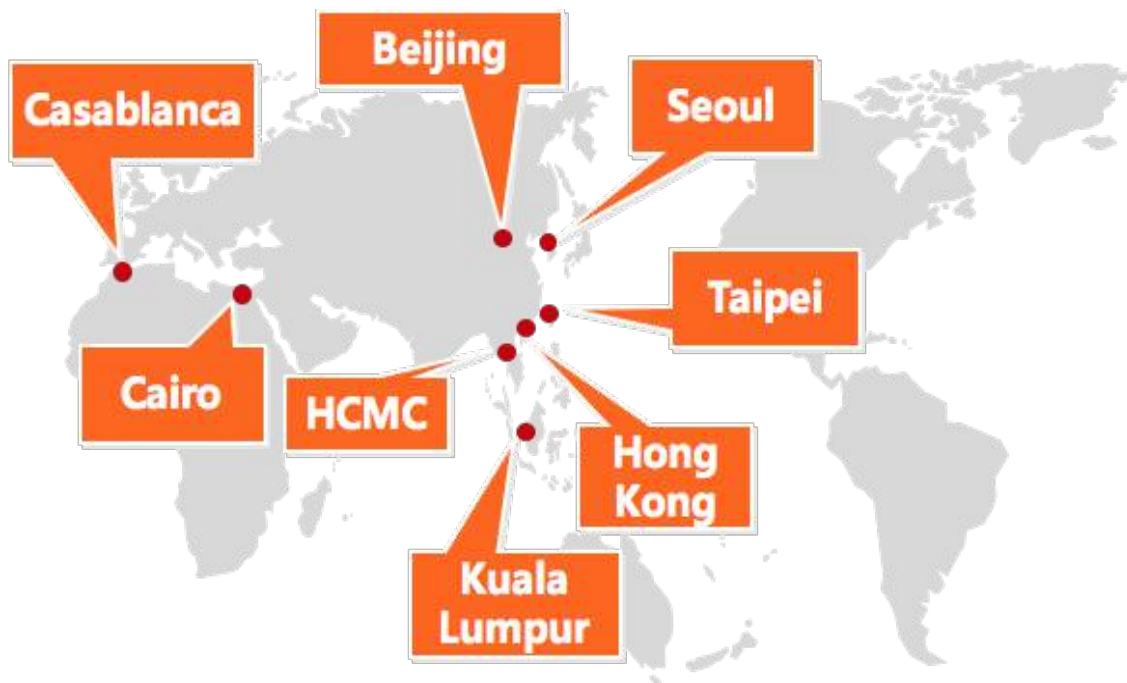 Beijing
Casablanca
Seoul
Taipei
Cairo
HCMC
Hong
Kong
Kuala
Lumpur